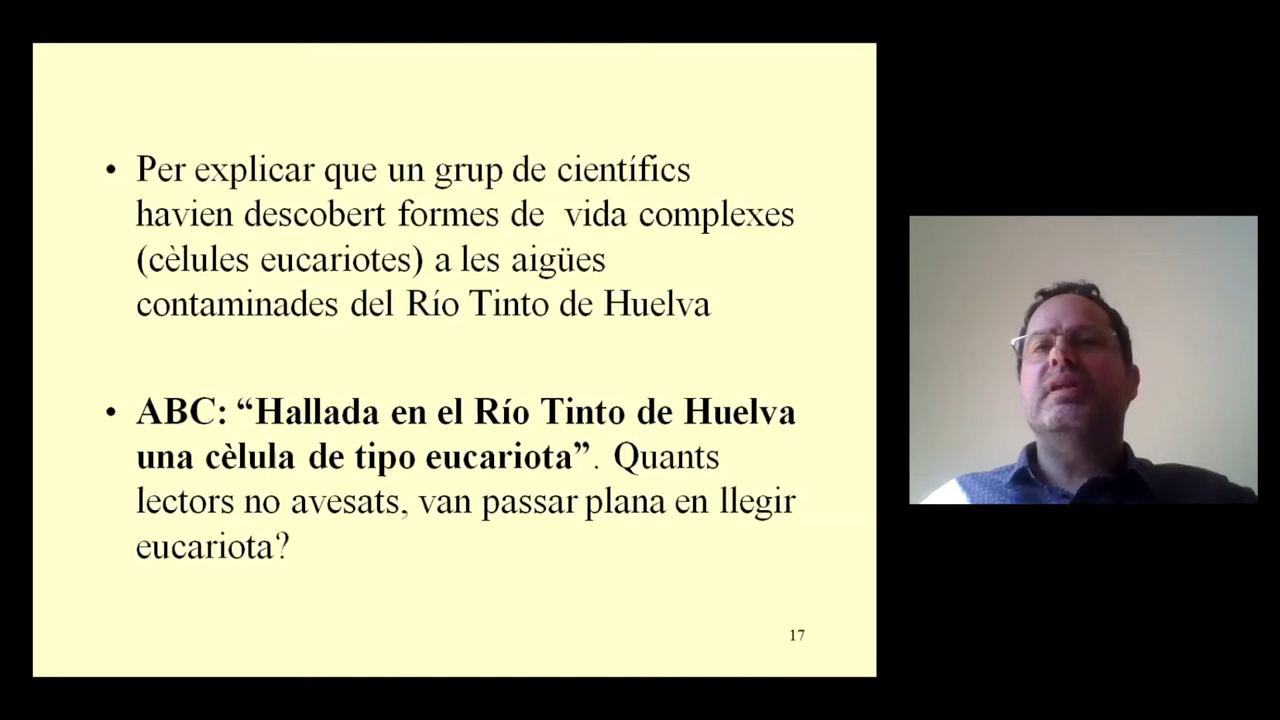 • Per explicar que un grup de científics
havien descobert formes de  vida complexes
(cèlules eucariotes) a les aigües
contaminades del Río Tinto de Huelva
• ABC: “Hallada en el Río Tinto de Huelva
una cèlula de tipo eucariota”. Quants
lectors no avesats, van passar plana en llegir
eucariota?
17